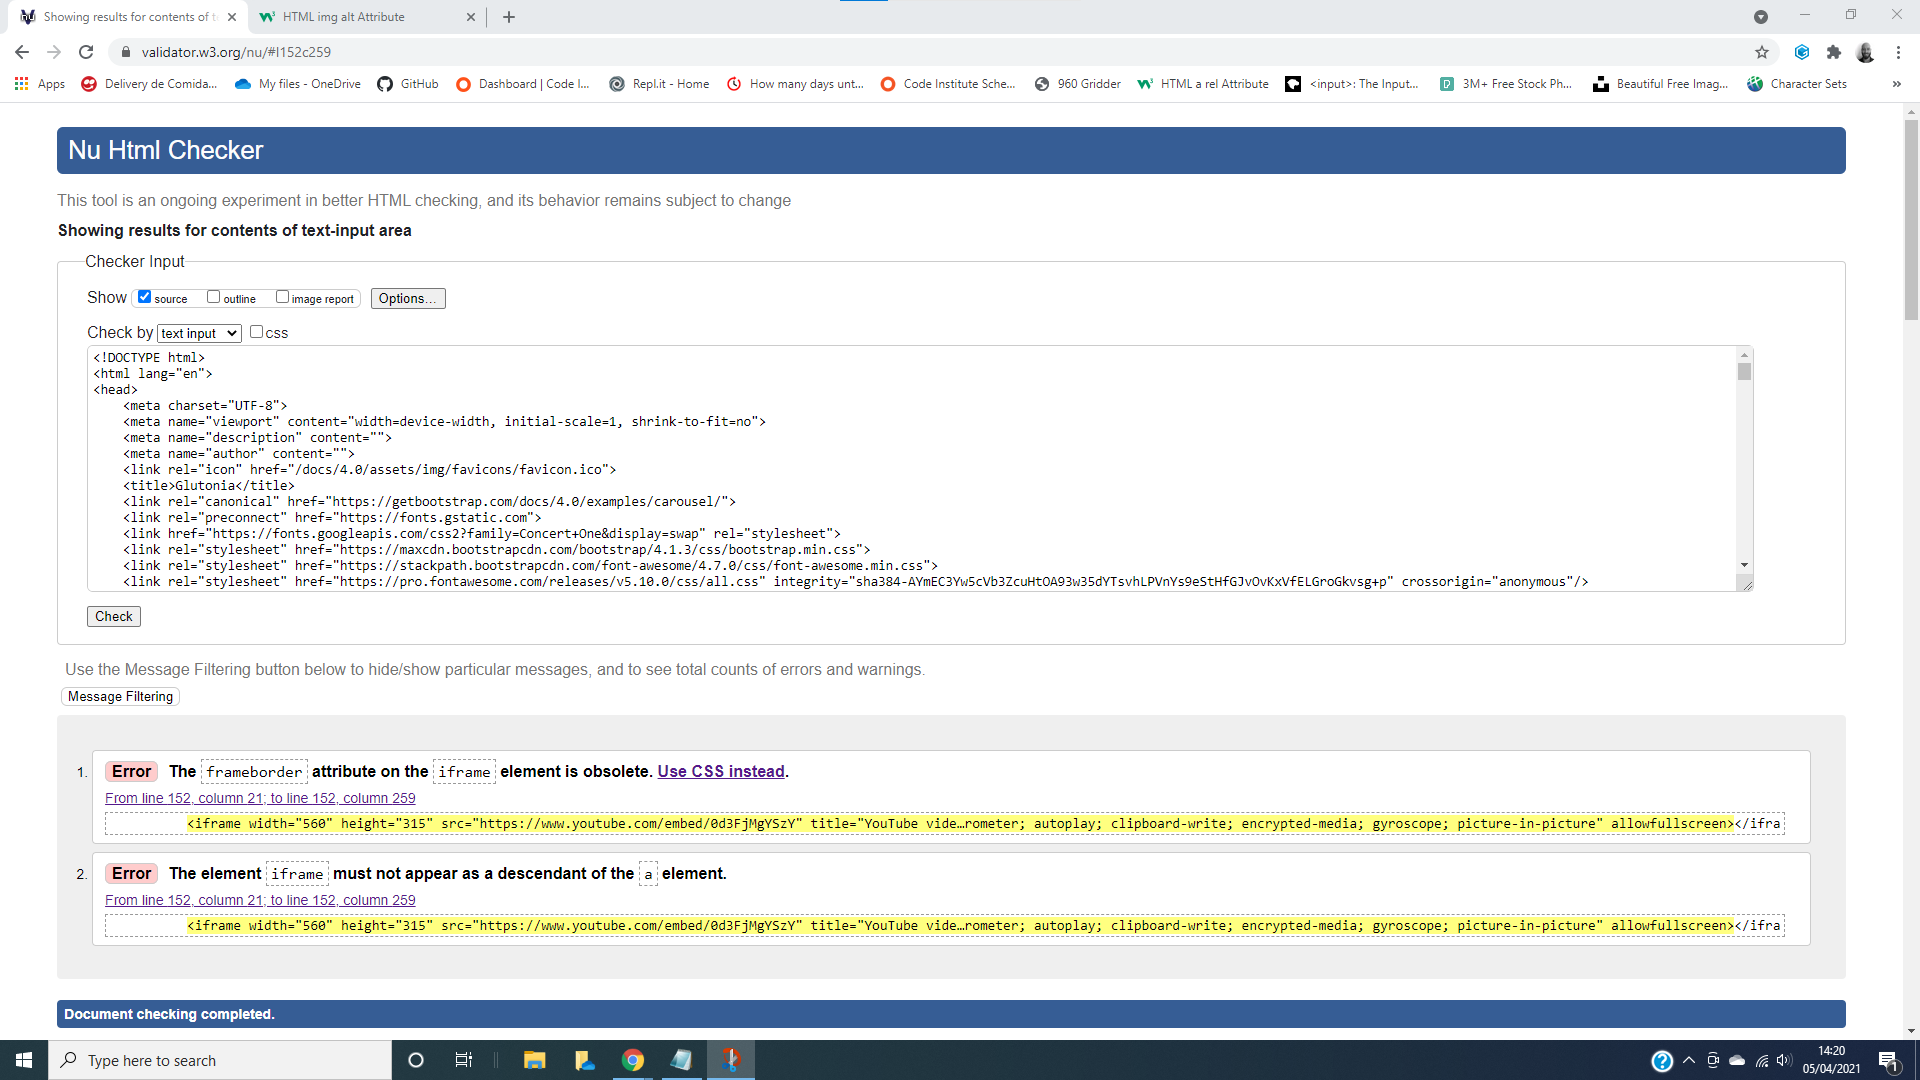 Showing results for contents of t
HTML img alt Attribute
validator.w3.org/nu/#l152c259
Apps
Delivery de Comida...
My files - OneDrive
GitHub
Dashboard | Code I...
Repl.it - Home
How many days unt...
Code Institute Sche...
960 Gridder
HTML a rel Attribute
<input>: The Input...
3M+ Free Stock Ph...
Beautiful Free Imag...
Character Sets
»
Nu Html Checker
This tool is an ongoing experiment in better HTML checking, and its behavior remains subject to change
Showing results for contents of text-input area
Checker Input
Show source outline image report Options...
Check by text input css
<!DOCTYPE html>
<html lang="en">
<head>
<meta charset="UTF-8">
<meta name="viewport" content="width=device-width, initial-scale=1, shrink-to-fit=no">
<meta name="description" content="">
<meta name="author" content="">
<link rel="icon" href="/docs/4.0/assets/img/favicons/favicon.ico">
<title>Glutonia</title>
<link rel="canonical" href="https://getbootstrap.com/docs/4.0/examples/carousel/">
<link rel="preconnect" href="https://fonts.gstatic.com">
<link href="https://fonts.googleapis.com/css2?family=Concert+One&display=swap" rel="stylesheet">
<link rel="stylesheet" href="https://maxcdn.bootstrapcdn.com/bootstrap/4.1.3/css/bootstrap.min.css">
<link rel="stylesheet" href="https://stackpath.bootstrapcdn.com/font-awesome/4.7.0/css/font-awesome.min.css">
<link rel="stylesheet" href="https://pro.fontawesome.com/releases/v5.10.0/css/all.css" integrity="sha384-AYmEC3Yw5cVb3ZcuHtOA93w35dYTsvhLPVnYs9eStHfGJvOvKxVfELGroGkvsg+p" crossorigin="anonymous"/>
Check
Use the Message Filtering button below to hide/show particular messages, and to see total counts of errors and warnings.
Message Filtering
1. Error The frameborder attribute on the iframe element is obsolete. Use CSS instead.
From line 152, column 21; to line 152, column 259
<iframe width="560" height="315" src="https://www.youtube.com/embed/0d3FjMgYSzY" title="YouTube vide…rometer; autoplay; clipboard-write; encrypted-media; gyroscope; picture-in-picture" allowfullscreen></ifra
2. Error The element iframe must not appear as a descendant of the a element.
From line 152, column 21; to line 152, column 259
<iframe width="560" height="315" src="https://www.youtube.com/embed/0d3FjMgYSzY" title="YouTube vide…rometer; autoplay; clipboard-write; encrypted-media; gyroscope; picture-in-picture" allowfullscreen></ifra
Document checking completed.
Type here to search
14:20
05/04/2021
1